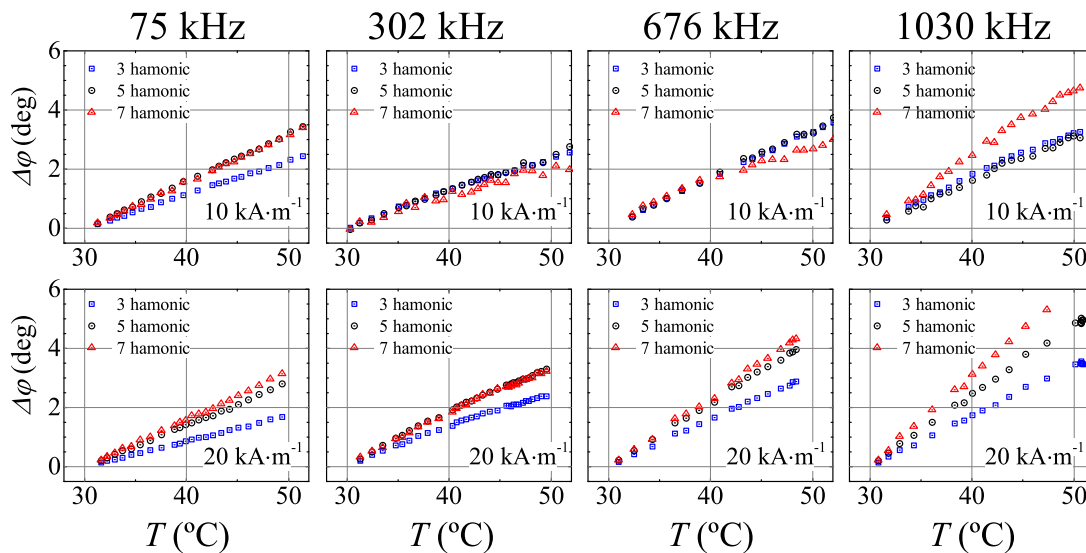 75 kHz 302 kHz 676 kHz 1030 kHz
6
4
2
0
Δφ (deg)
3 hamonic
5 hamonic
7 hamonic
10 kA·m⁻¹
3 hamonic
5 hamonic
7 hamonic
10 kA·m⁻¹
3 hamonic
5 hamonic
7 hamonic
10 kA·m⁻¹
3 hamonic
5 hamonic
7 hamonic
10 kA·m⁻¹
6
4
2
0
Δφ (deg)
3 hamonic
5 hamonic
7 hamonic
20 kA·m⁻¹
3 hamonic
5 hamonic
7 hamonic
20 kA·m⁻¹
3 hamonic
5 hamonic
7 hamonic
20 kA·m⁻¹
3 hamonic
5 hamonic
7 hamonic
20 kA·m⁻¹
30 40 50 30 40 50 30 40 50 30 40 50
T (ºC) T (ºC) T (ºC) T (ºC)